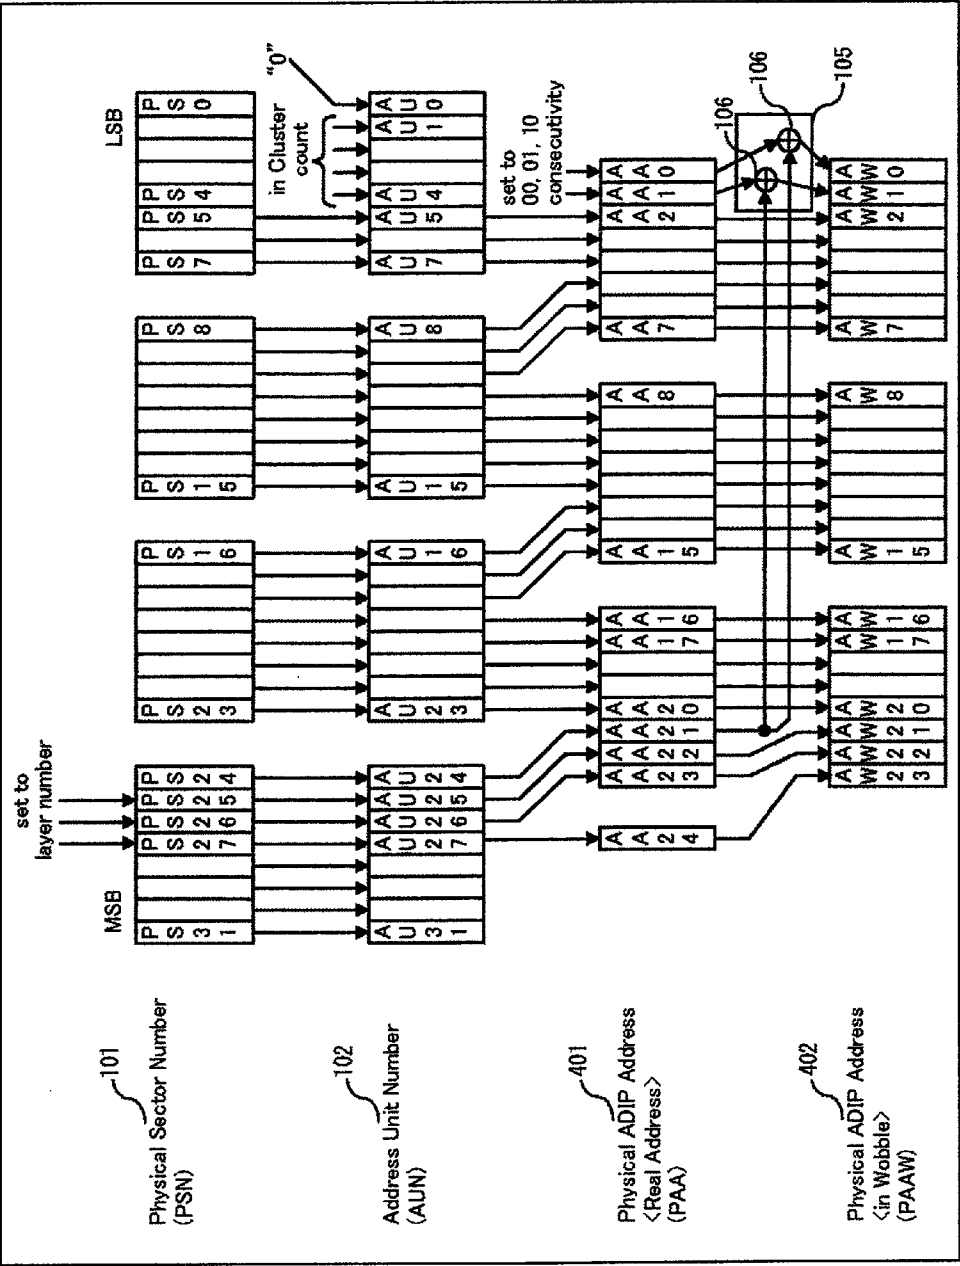 set to
layer number
MSB
LSB
101
Physical Sector Number
(PSN)
PS31
PS27
PS26
PS25
PS24
PS23
PS16
PS15
PS8
PS7
PS5
PS4
PS0
"0"
in Cluster
count
102
Address Unit Number
(AUN)
AU31
AU27
AU26
AU25
AU24
AU23
AU16
AU15
AU8
AU7
AU5
AU4
AU1
AU0
set to
00, 01, 10
consecutivity
401
Physical ADIP Address
<Real Address>
(PAA)
AA24
AA23
AA22
AA21
AA20
AA17
AA16
AA15
AA8
AA7
AA2
AA1
AA0
106
106
105
402
Physical ADIP Address
<in Wobble>
(PAAW)
AW23
AW22
AW21
AW20
AW17
AW16
AW15
AW8
AW7
AW2
AW1
AW0